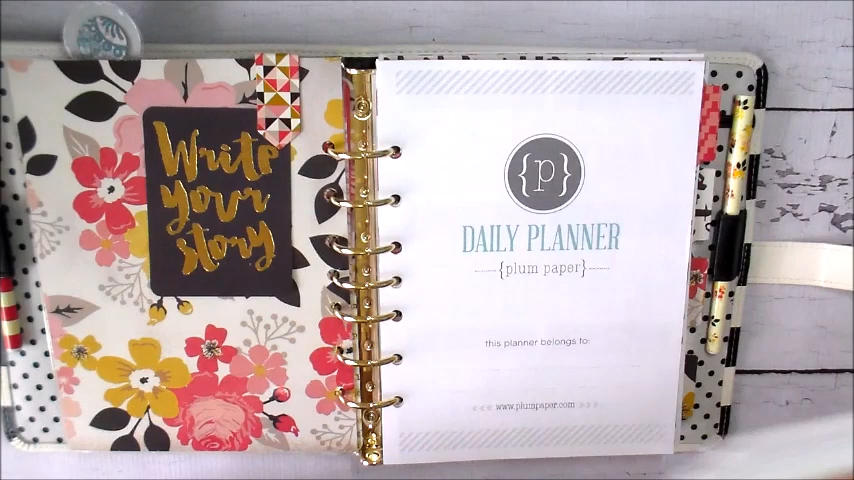 Write
your
story
{p}
DAILY PLANNER
{plum paper}
this planner belongs to:
<<< www.plumpaper.com >>>